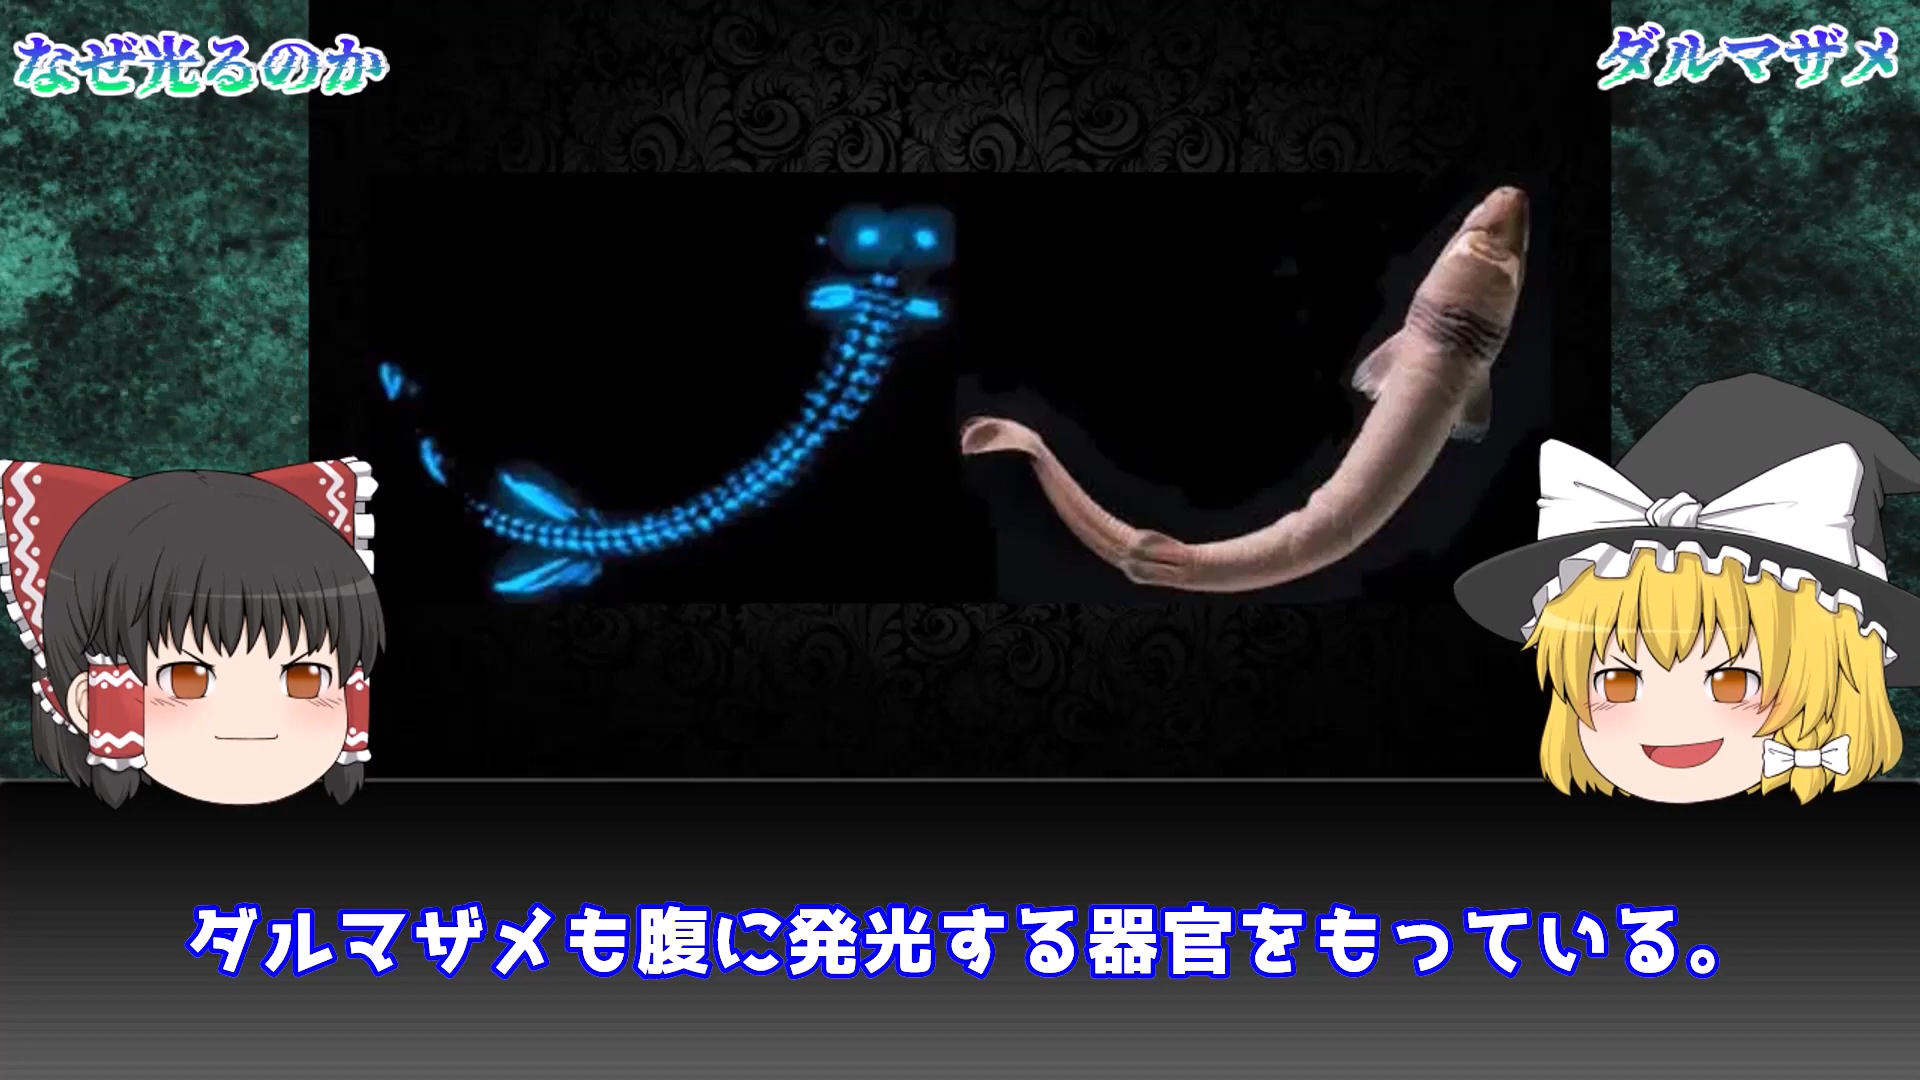 なぜ光るのか
ダルマザメ
ダルマザメも腹に発光する器官をもっている。